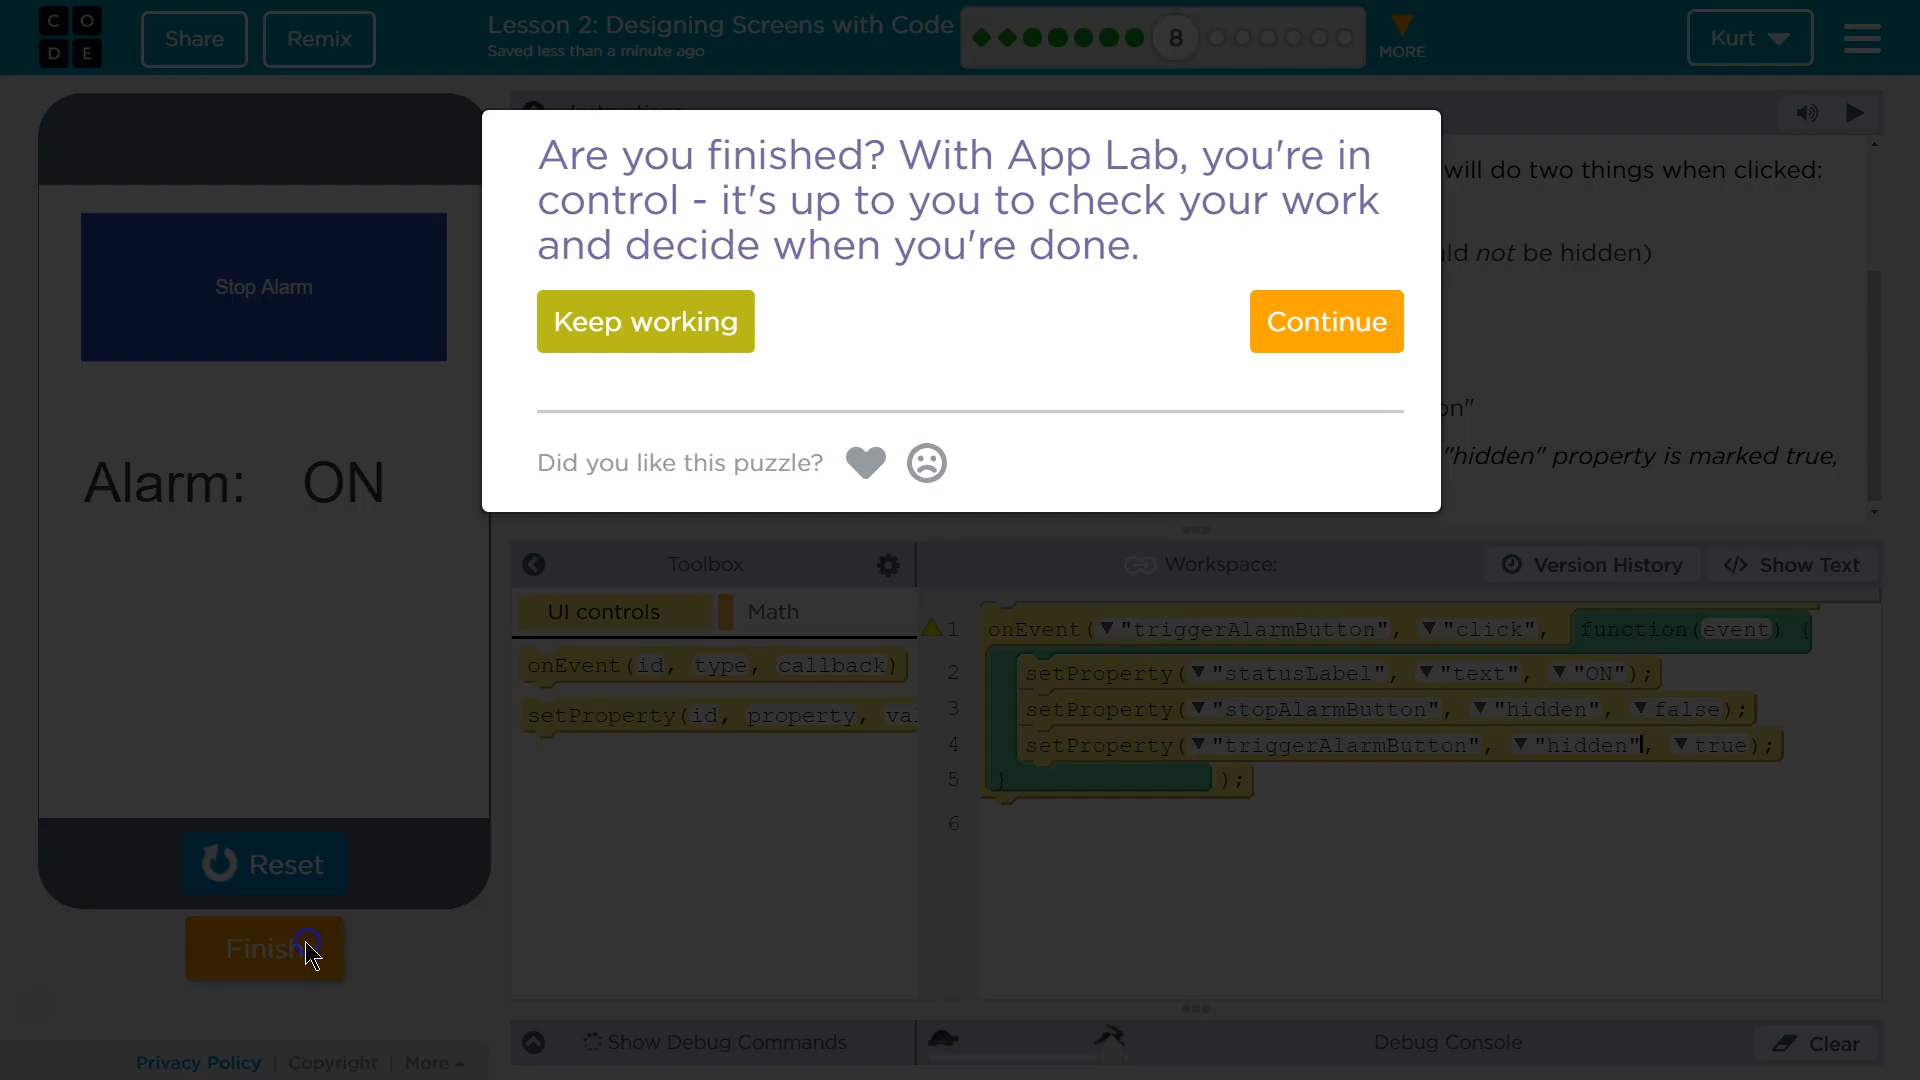 C O
D E
Share
Remix
Lesson 2: Designing Screens with Code
Saved less than a minute ago
8
MORE
Kurt
Are you finished? With App Lab, you're in
control - it's up to you to check your work
and decide when you're done.
Keep working
Continue
Did you like this puzzle?
will do two things when clicked:
not be hidden)
"hidden" property is marked true,
Stop Alarm
Alarm: ON
Reset
Finish
Toolbox
Workspace:
Version History
</> Show Text
UI controls
Math
onEvent(id, type, callback)
setProperty(id, property,
1 onEvent("triggerAlarmButton", "click", function(event) {
2 setProperty("statusLabel", "text", "ON");
3 setProperty("stopAlarmButton", "hidden", false);
4 setProperty("triggerAlarmButton", "hidden", true);
5 } );
6
Show Debug Commands
Debug Console
Clear
Privacy Policy | Copyright | More